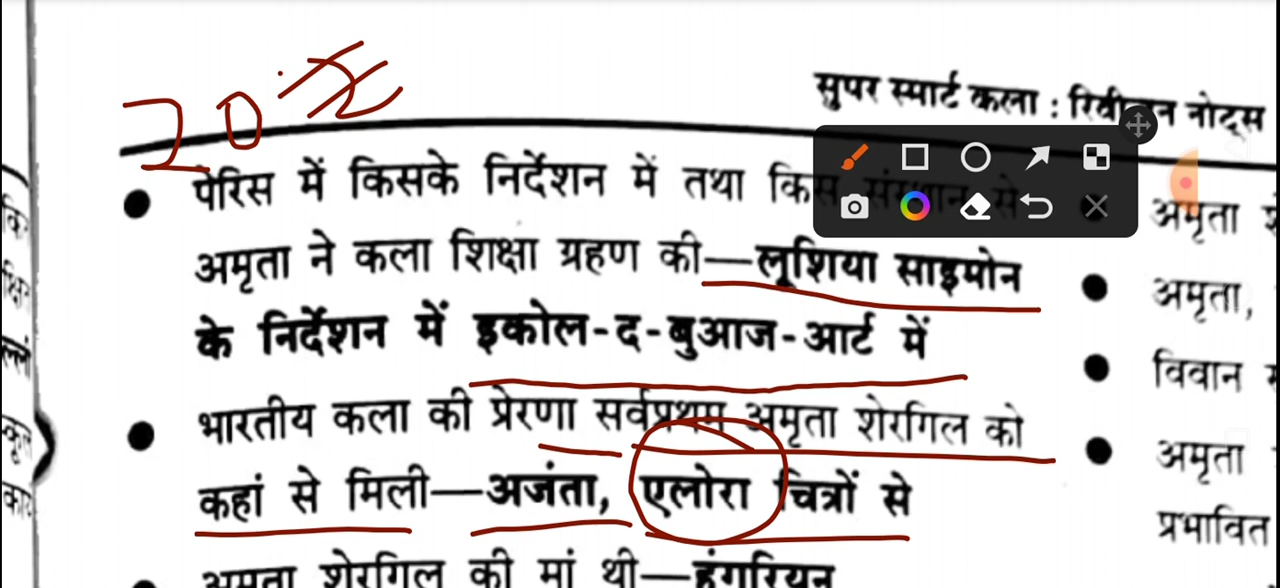 20
सुपर स्मार्ट कला : रिवीजन नोट्स
पेरिस में किसके निर्देशन में तथा किस संस्थान से
अमृता ने कला शिक्षा ग्रहण की—लूशिया साइमोन
के निर्देशन में इकोल-द-बुआज-आर्ट में
भारतीय कला की प्रेरणा सर्वप्रथम अमृता शेरगिल को
कहां से मिली—अजंता, एलोरा चित्रों से
अमृता शेरगिल की मां थी—हंगरियन
अमृता
अमृता,
विवान
अमृता
प्रभावित